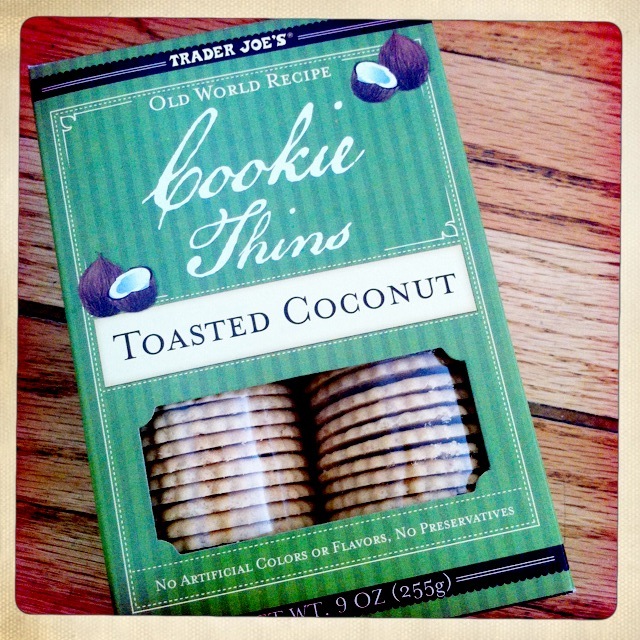 TRADER JOE'S®
OLD WORLD RECIPE
Cookie
Thins
TOASTED COCONUT
NO ARTIFICIAL COLORS OR FLAVORS, NO PRESERVATIVES
WT. 9 OZ (255g)